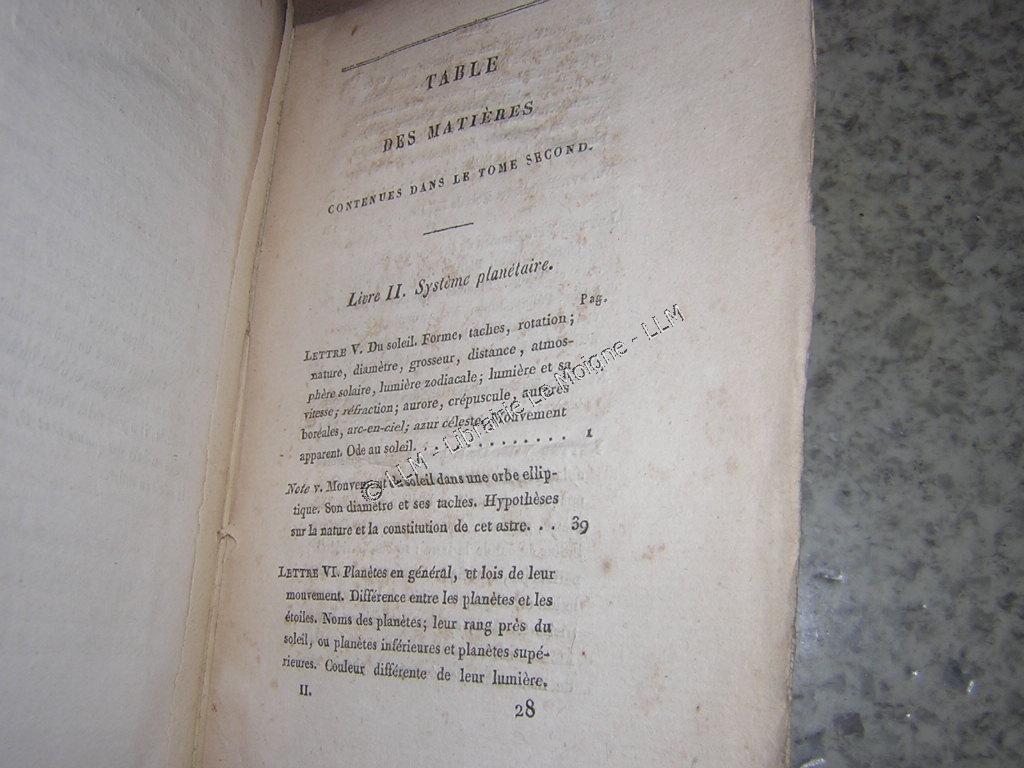 TABLE
DES MATIÈRES
CONTENUES DANS LE TOME SECOND.
Livre II. Système planétaire.
Pag.
LETTRE V. Du soleil. Forme, taches, rotation;
nature, diamètre, grosseur, distance, atmos-
phère solaire, lumière zodiacale; lumière et sa
vitesse; réfraction; aurore, crépuscule, aurores
boréales, arc-en-ciel; azur céleste. Mouvement
apparent. Ode au soleil. . . . . . . . . . . . . 1
Note v. Mouvement du soleil dans une orbe ellip-
tique. Son diamètre et ses taches. Hypothèses
sur la nature et la constitution de cet astre. . . 39
LETTRE VI. Planètes en général, et lois de leur
mouvement. Différence entre les planètes et les
étoiles. Noms des planètes; leur rang près du
soleil, ou planètes inférieures et planètes supé-
rieures. Couleur différente de leur lumière.
II.
28
© LLM - Librairie Le Moigne - LLM